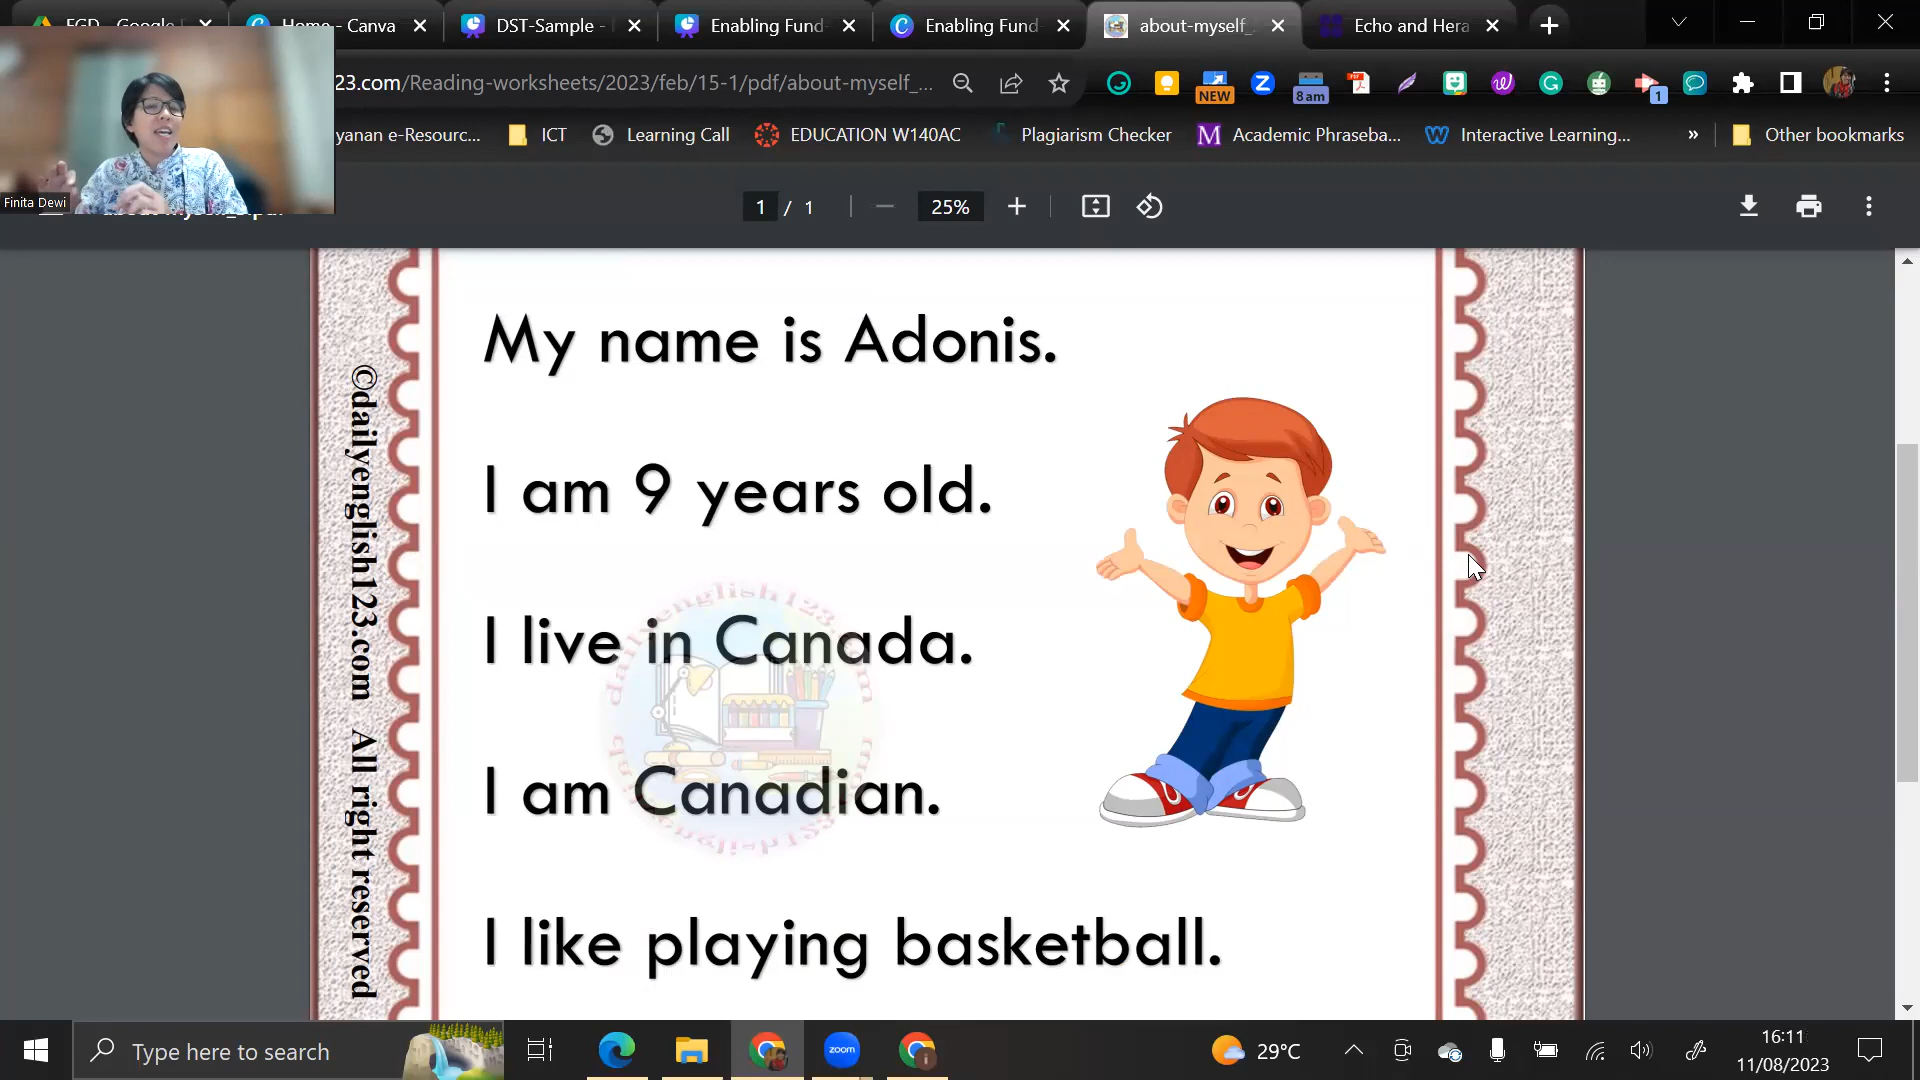 Home - Canva
DST-Sample -
Enabling Fund
Enabling Fund
about-myself_
Echo and Hera
23.com/Reading-worksheets/2023/feb/15-1/pdf/about-myself_...
NEW
8am
1
yanan e-Resourc...
ICT
Learning Call
EDUCATION W140AC
Plagiarism Checker
Academic Phraseba...
Interactive Learning...
»
Other bookmarks
Finita Dewi
1 / 1
25%
My name is Adonis.
I am 9 years old.
I live in Canada.
I am Canadian.
I like playing basketball.
©dailyenglish123.com All right reserved
dailyenglish123
Type here to search
zoom
29°C
16:11
11/08/2023